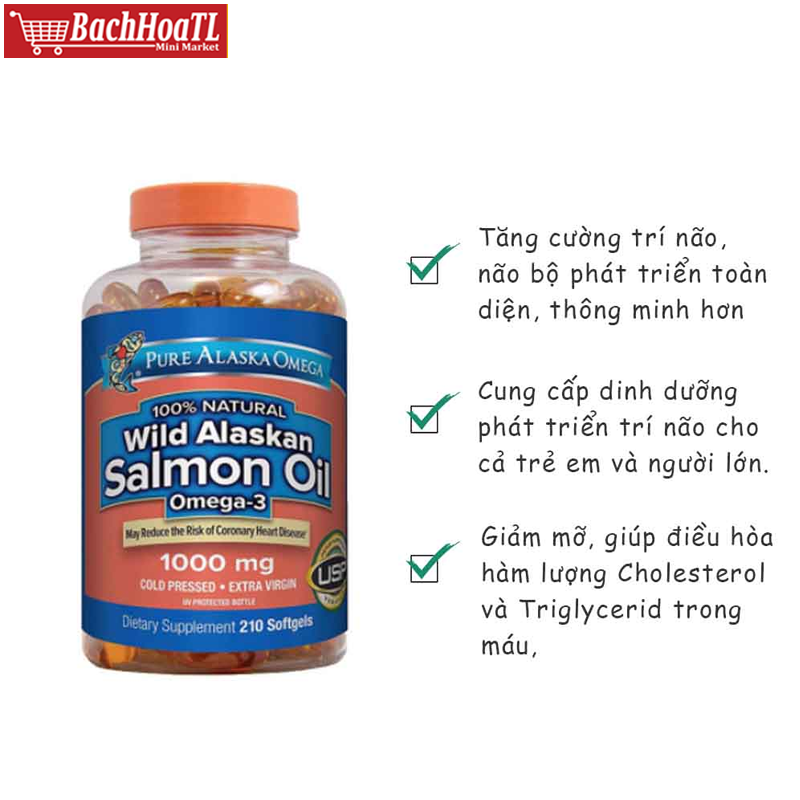 BachHoaTL
Mini Market
PURE ALASKA OMEGA
®
100% NATURAL
Wild Alaskan
Salmon Oil
Omega-3
May Reduce the Risk of Coronary Heart Disease
1000 mg
COLD PRESSED • EXTRA VIRGIN
UV PROTECTED BOTTLE
USP
Dietary Supplement 210 Softgels
Tăng cường trí não,
não bộ phát triển toàn
diện, thông minh hơn
Cung cấp dinh dưỡng
phát triển trí não cho
cả trẻ em và người lớn.
Giảm mỡ, giúp điều hòa
hàm lượng Cholesterol
và Triglycerid trong
máu,